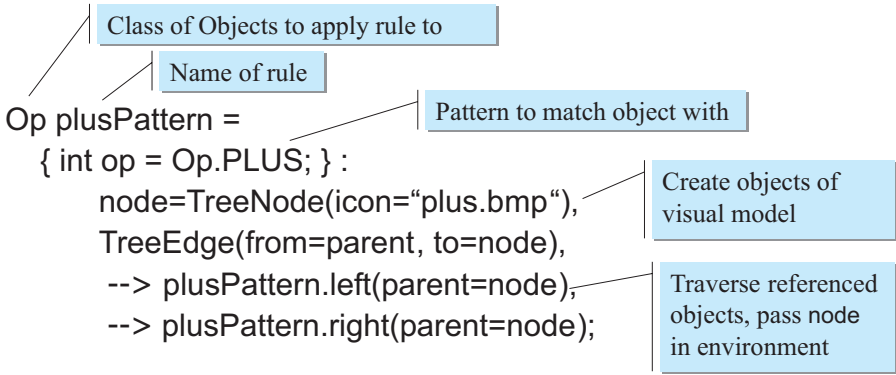 Class of Objects to apply rule to
Name of rule
Op plusPattern =
Pattern to match object with
{ int op = Op.PLUS; } :
node=TreeNode(icon=“plus.bmp“),
Create objects of
visual model
TreeEdge(from=parent, to=node),
--> plusPattern.left(parent=node),
--> plusPattern.right(parent=node);
Traverse referenced
objects, pass node
in environment